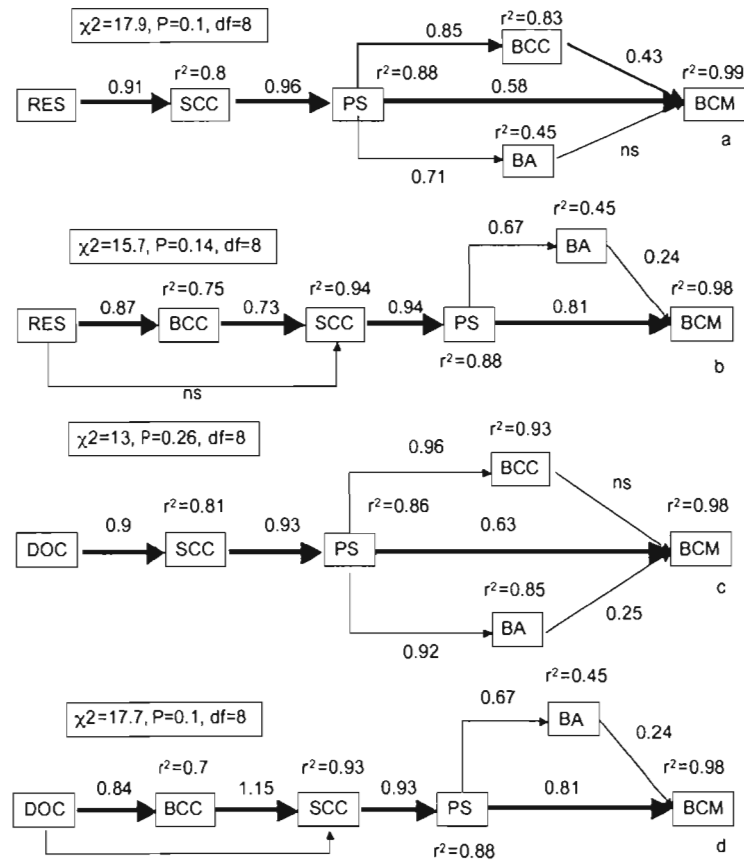 χ2=17.9, P=0.1, df=8
r²=0.83
0.85 BCC 0.43
r²=0.8 r²=0.88 r²=0.99
RES 0.91 SCC 0.96 PS 0.58 BCM
r²=0.45
0.71 BA ns a
χ2=15.7, P=0.14, df=8
r²=0.45
0.67 BA 0.24
r²=0.75 r²=0.94 r²=0.98
RES 0.87 BCC 0.73 SCC 0.94 PS 0.81 BCM
r²=0.88
ns b
χ2=13, P=0.26, df=8
r²=0.93
0.96 BCC ns
r²=0.81 r²=0.86 r²=0.98
DOC 0.9 SCC 0.93 PS 0.63 BCM
r²=0.85
0.92 BA 0.25 c
χ2=17.7, P=0.1, df=8
r²=0.45
0.67 BA 0.24
r²=0.7 r²=0.93 r²=0.98
DOC 0.84 BCC 1.15 SCC 0.93 PS 0.81 BCM
r²=0.88 d